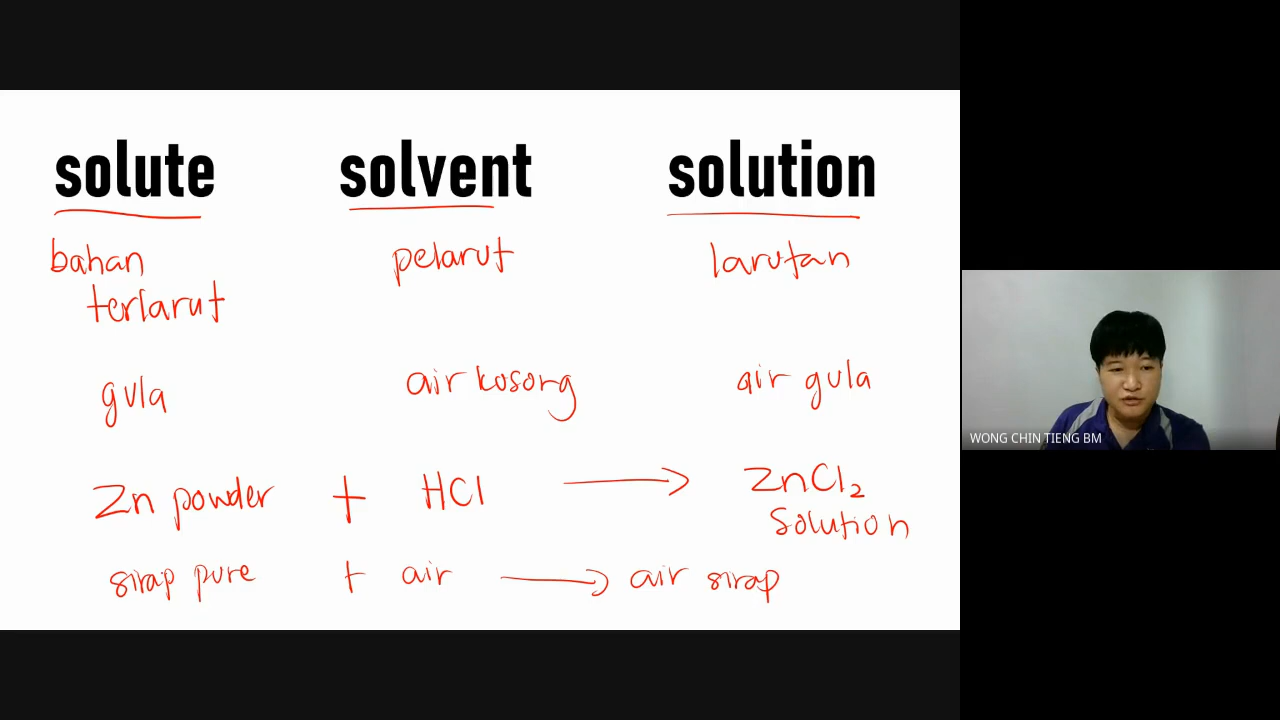 solute solvent solution
bahan pelarut larutan
terlarut
gula air kosong air gula
Zn powder + HCl → ZnCl₂
Solution
sirap pure + air → air sirap
WONG CHIN TIENG BM